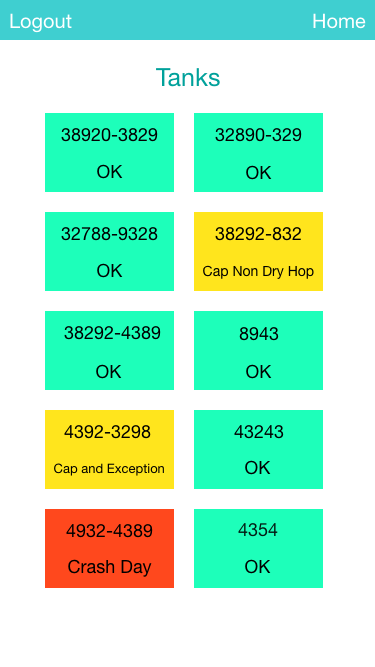 Logout Home
Tanks
38920-3829 32890-329
OK OK
32788-9328 38292-832
OK Cap Non Dry Hop
38292-4389 8943
OK OK
4392-3298 43243
Cap and Exception OK
4932-4389 4354
Crash Day OK